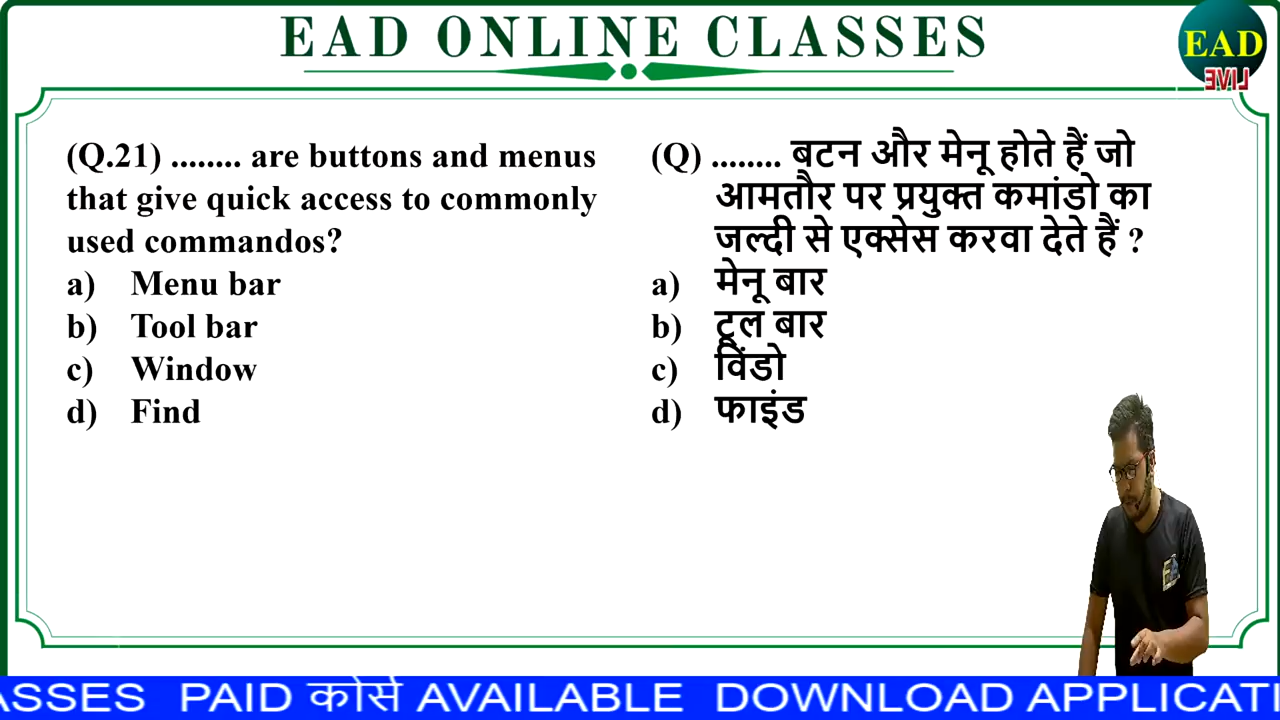 EAD ONLINE CLASSES
EAD
LIVE
(Q.21) ........ are buttons and menus
that give quick access to commonly
used commandos?
a) Menu bar
b) Tool bar
c) Window
d) Find
(Q) ........ बटन और मेनू होते हैं जो
आमतौर पर प्रयुक्त कमांडो का
जल्दी से एक्सेस करवा देते हैं ?
a) मेनू बार
b) टूल बार
c) विंडो
d) फाइंड
ASSES PAID कोर्स AVAILABLE DOWNLOAD APPLICATI